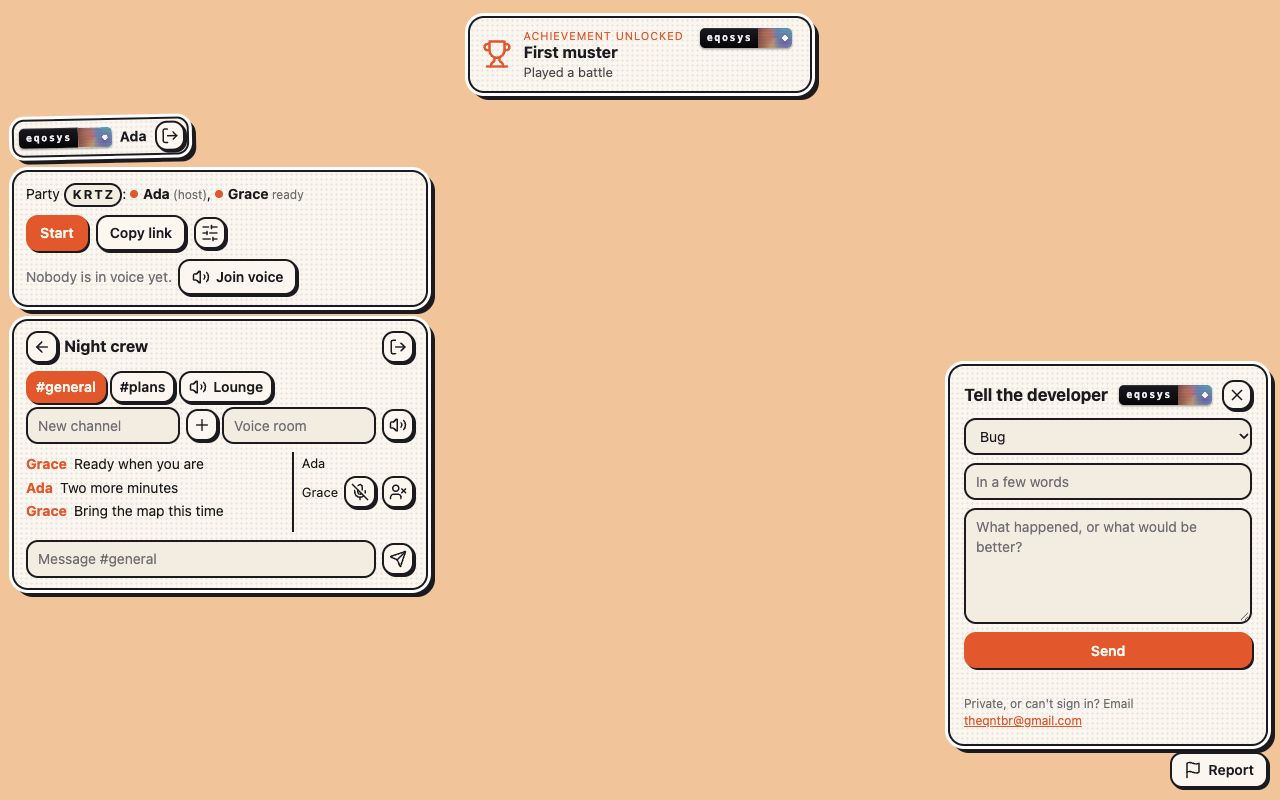 ACHIEVEMENT UNLOCKED eqosys
First muster
Played a battle
eqosys Ada
Party KRTZ: Ada (host), Grace ready
Start Copy link
Nobody is in voice yet. Join voice
Night crew
#general #plans Lounge
New channel Voice room
Grace Ready when you are
Ada Two more minutes
Grace Bring the map this time
Ada
Grace
Message #general
Tell the developer eqosys
Bug
In a few words
What happened, or what would be
better?
Send
Private, or can't sign in? Email
theqntbr@gmail.com
Report